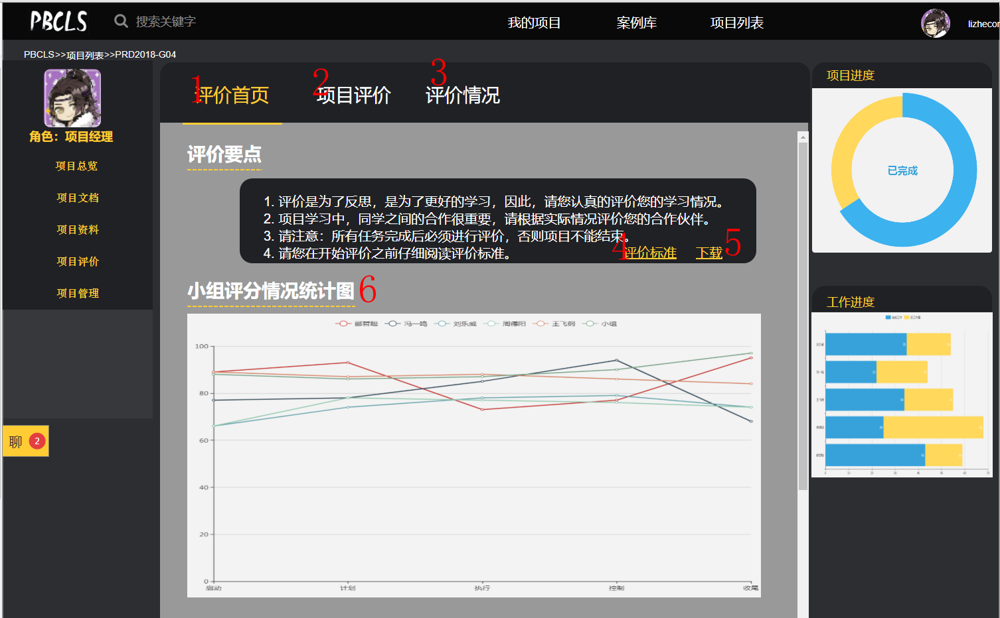 PBCLS
搜索关键字
我的项目
案例库
项目列表
lizhecor
PBCLS>>项目列表>>PRD2018-G04
角色：项目经理
项目总览
项目文档
项目资料
项目评价
项目管理
聊 2
1 评价首页
2 项目评价
3 评价情况
评价要点
1. 评价是为了反思，是为了更好的学习，因此，请您认真的评价您的学习情况。
2. 项目学习中，同学之间的合作很重要，请根据实际情况评价您的合作伙伴。
3. 请注意：所有任务完成后必须进行评价，否则项目不能结束。
4. 请您在开始评价之前仔细阅读评价标准。
4 评价标准 下载 5
小组评分情况统计图 6
郦哲聪 冯一鸣 刘乐威 周德阳 王飞钢 小组
100
80
60
40
20
0
启动 计划 执行 控制 收尾
项目进度
已完成
工作进度
0 10 20 30 40 50 60 70